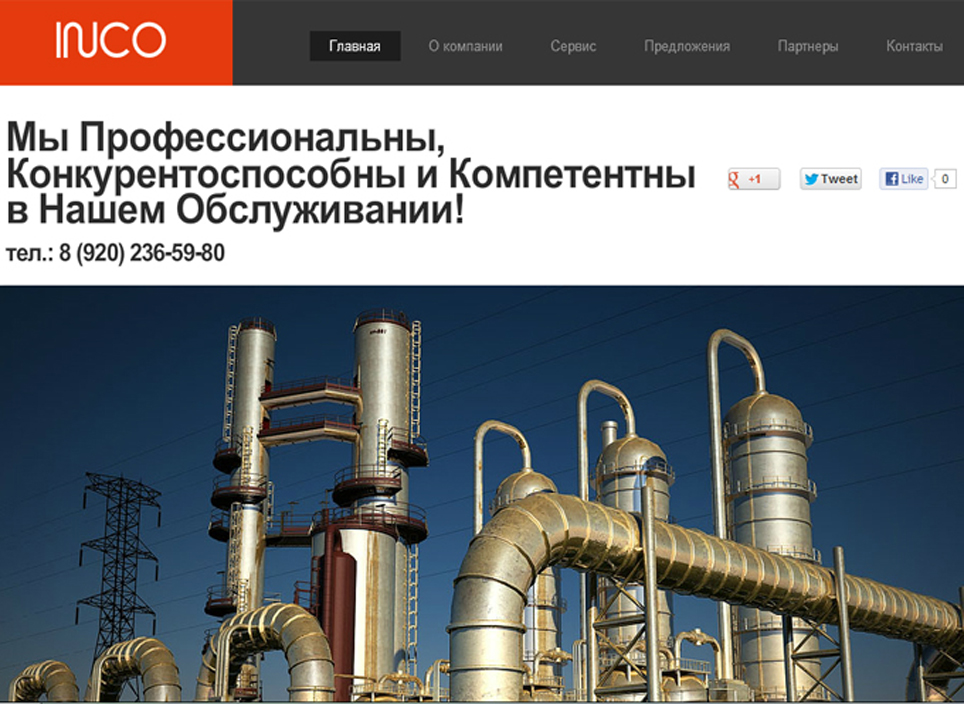 INCO
Главная О компании Сервис Предложения Партнеры Контакты
Мы Профессиональны,
Конкурентоспособны и Компетентны
в Нашем Обслуживании!
+1 Tweet Like 0
тел.: 8 (920) 236-59-80